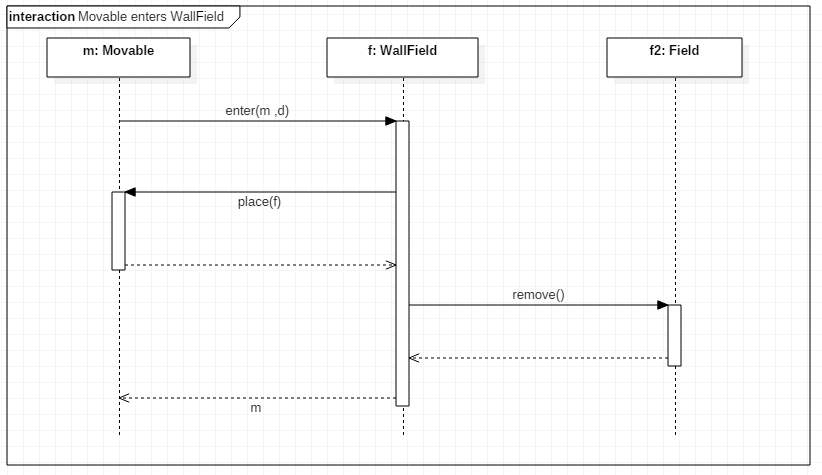 interaction Movable enters WallField
m: Movable
f: WallField
f2: Field
enter(m ,d)
place(f)
remove()
m